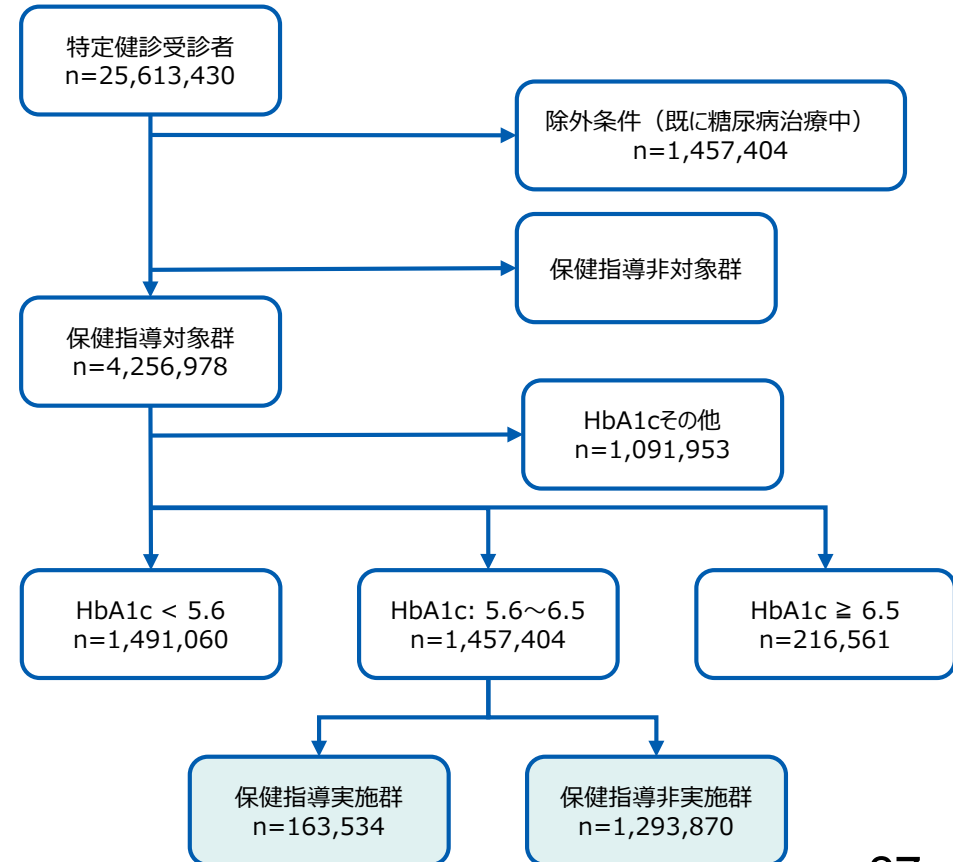 特定健診受診者
n=25,613,430
除外条件（既に糖尿病治療中）
n=1,457,404
保健指導非対象群
保健指導対象群
n=4,256,978
HbA1cその他
n=1,091,953
HbA1c < 5.6
n=1,491,060
HbA1c: 5.6～6.5
n=1,457,404
HbA1c ≧ 6.5
n=216,561
保健指導実施群
n=163,534
保健指導非実施群
n=1,293,870